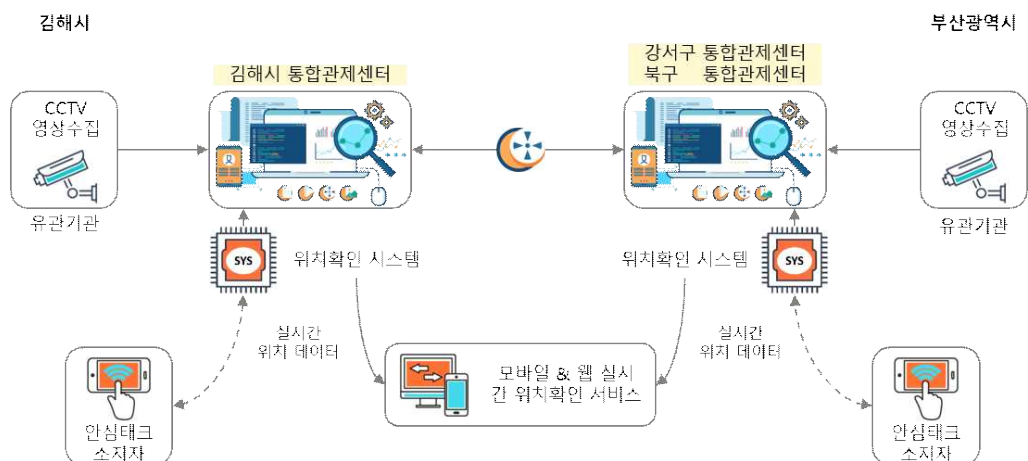 김해시
부산광역시
김해시 통합관제센터
강서구 통합관제센터
북구 통합관제센터
CCTV
영상수집
유관기관
CCTV
영상수집
유관기관
SYS
위치확인 시스템
위치확인 시스템
SYS
실시간
위치 데이터
실시간
위치 데이터
모바일 & 웹 실시
간 위치확인 서비스
안심태크
소지자
안심태크
소지자